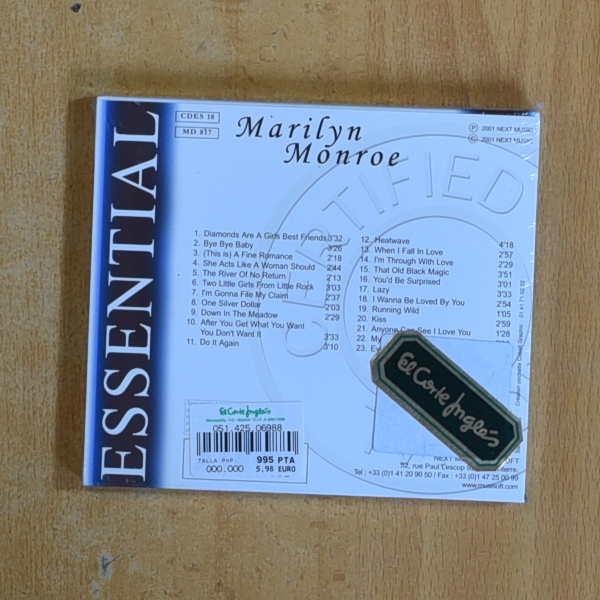 ESSENTIAL
CDES 18
MD 817
Marilyn
Monroe
℗ 2001 NEXT MUSIC
© 2001 NEXT MUSIC
CERTIFIED
1. Diamonds Are A Girls Best Friends 3'32
2. Bye Bye Baby 3'26
3. (This is) A Fine Romance 2'18
4. She Acts Like A Woman Should 2'44
5. The River Of No Return 2'13
6. Two Little Girls From Little Rock 3'03
7. I'm Gonna File My Claim 2'37
8. One Silver Dollar 2'03
9. Down In The Meadow 2'29
10. After You Get What You Want
You Don't Want It 3'33
11. Do It Again 3'10
12. Heatwave 4'18
13. When I Fall In Love 2'57
14. I'm Through With Love 2'29
15. That Old Black Magic 3'51
16. You'd Be Surprised 3'01
17. Lazy 3'33
18. I Wanna Be Loved By You 2'54
19. Running Wild 1'05
20. Kiss 2'59
21. Anyone Can See I Love You 1'28
22. My
23.
El Corte Inglés
El Corte Inglés
051.425.06988
TALLA PVP: 995 PTA
000.000 5.98 EURO
NEXT
52, rue Paul Lescop
Tel : +33 (0)1 41 20 90 50 / Fax : +33 (0)1 47 25 00 99
www.musisoft.com